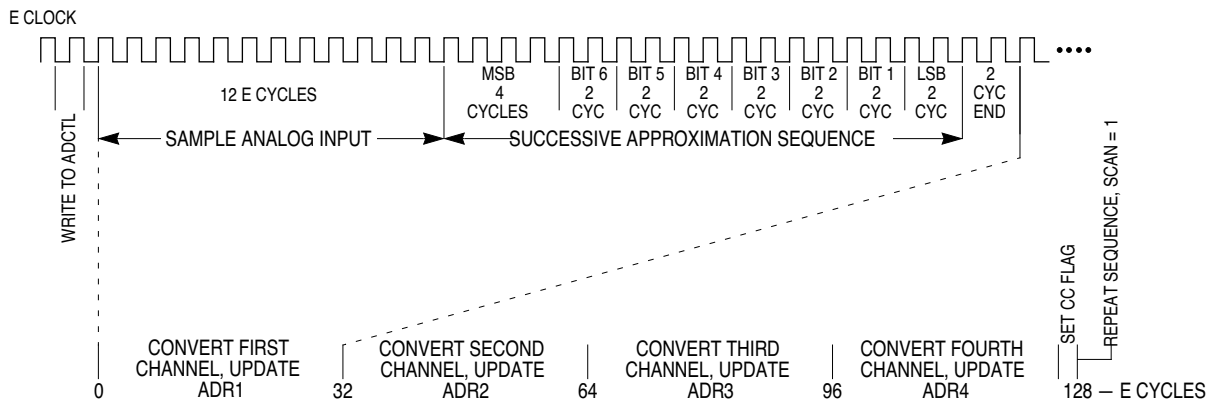 E CLOCK
WRITE TO ADCTL
12 E CYCLES
MSB
4
CYCLES
BIT 6
2
CYC
BIT 5
2
CYC
BIT 4
2
CYC
BIT 3
2
CYC
BIT 2
2
CYC
BIT 1
2
CYC
LSB
2
CYC
2
CYC
END
SAMPLE ANALOG INPUT
SUCCESSIVE APPROXIMATION SEQUENCE
CONVERT FIRST
CHANNEL, UPDATE
ADR1
CONVERT SECOND
CHANNEL, UPDATE
ADR2
CONVERT THIRD
CHANNEL, UPDATE
ADR3
CONVERT FOURTH
CHANNEL, UPDATE
ADR4
SET CC FLAG
REPEAT SEQUENCE, SCAN = 1
0
32
64
96
128 — E CYCLES